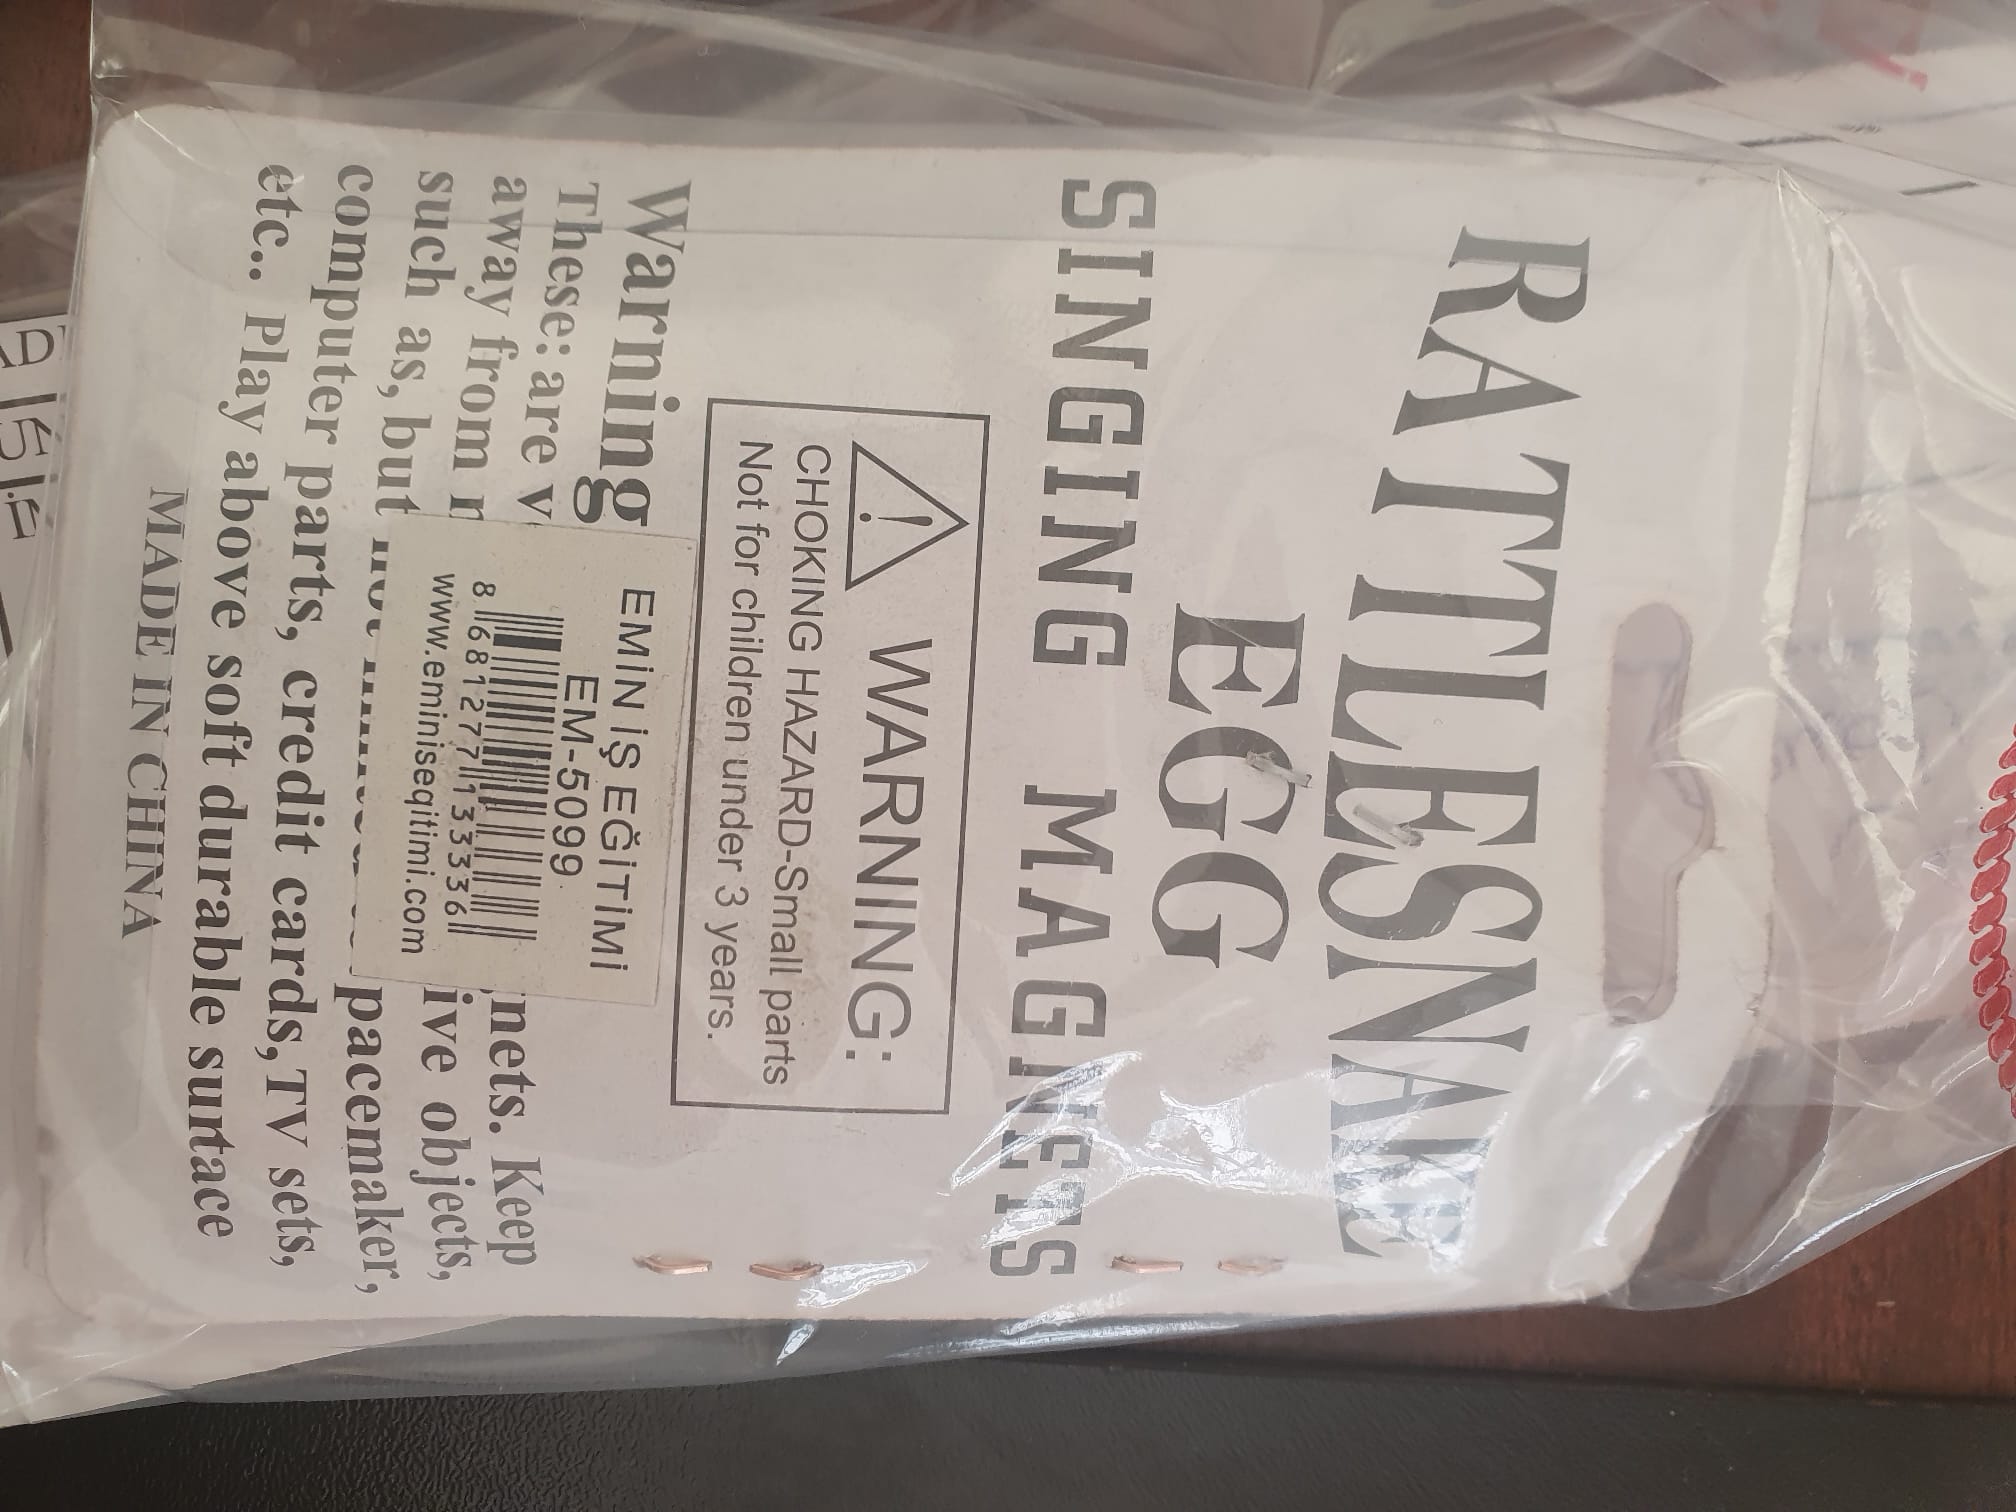 RATTLESNAKE
EGG
SINGING MAGNETS
WARNING:
CHOKING HAZARD-Small parts
Not for children under 3 years.
Warning
These: are
away from nets. Keep
such as, but ive objects,
pacemaker,
computer parts, credit cards, TV sets,
etc.. Play above soft durable surtace
MADE IN CHINA
EMİN İŞ EĞİTİMİ
EM-5099
8 681277 133336
www.eminisegitimi.com